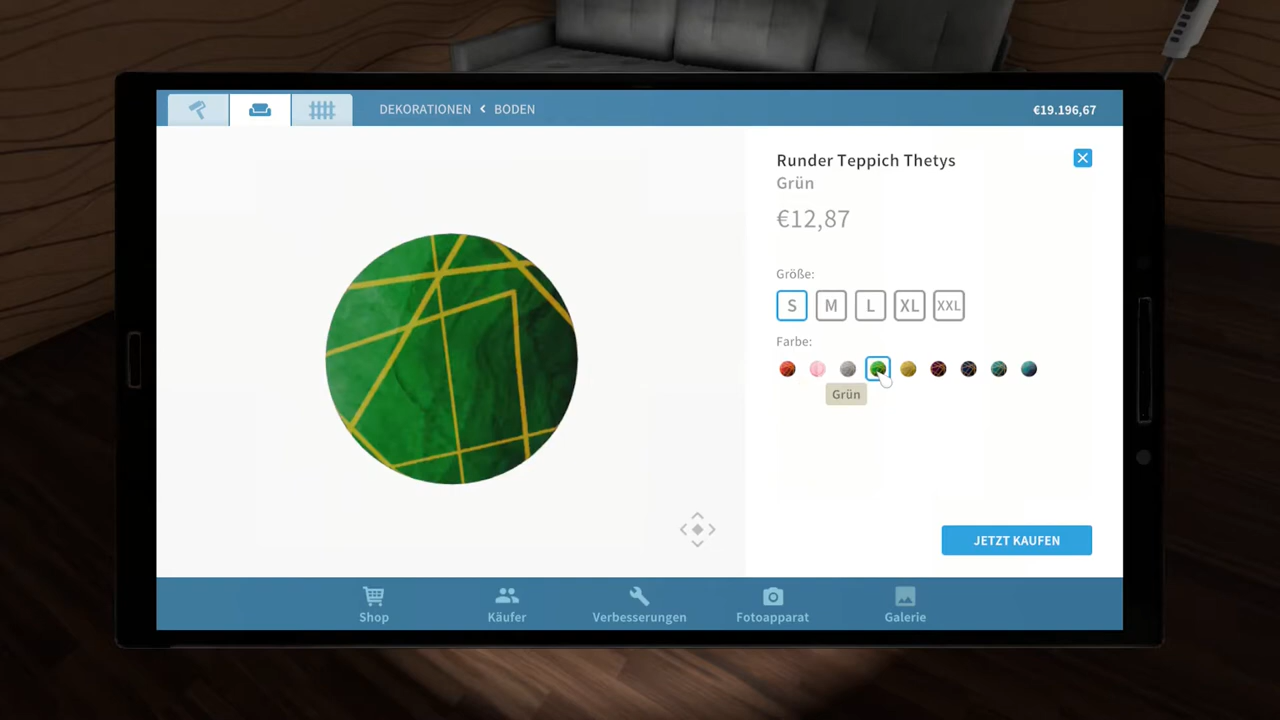 DEKORATIONEN < BODEN
€19.196,67
Runder Teppich Thetys
Grün
€12,87
Größe:
S M L XL XXL
Farbe:
Grün
JETZT KAUFEN
Shop Käufer Verbesserungen Fotoapparat Galerie